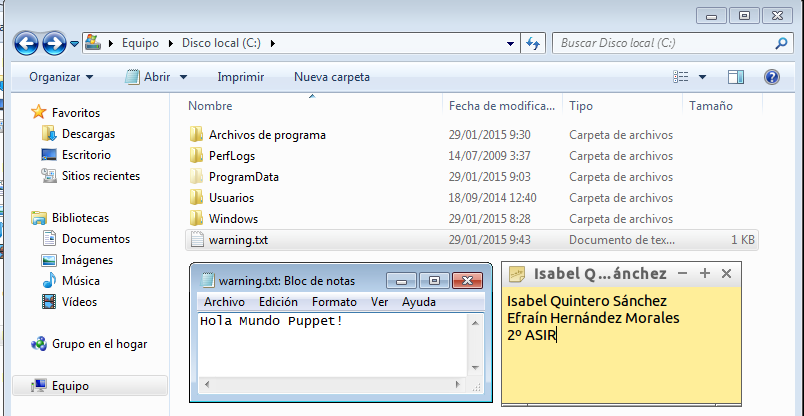 Equipo Disco local (C:) Buscar Disco local (C:)
Organizar Abrir Imprimir Nueva carpeta
Favoritos
Descargas
Escritorio
Sitios recientes
Bibliotecas
Documentos
Imágenes
Música
Vídeos
Grupo en el hogar
Equipo
Nombre Fecha de modifica... Tipo Tamaño
Archivos de programa 29/01/2015 9:30 Carpeta de archivos
PerfLogs 14/07/2009 3:37 Carpeta de archivos
ProgramData 29/01/2015 9:03 Carpeta de archivos
Usuarios 18/09/2014 12:40 Carpeta de archivos
Windows 29/01/2015 8:28 Carpeta de archivos
warning.txt 29/01/2015 9:43 Documento de tex... 1 KB
warning.txt: Bloc de notas
Archivo Edición Formato Ver Ayuda
Hola Mundo Puppet!
Isabel Q...ánchez
Isabel Quintero Sánchez
Efraín Hernández Morales
2º ASIR